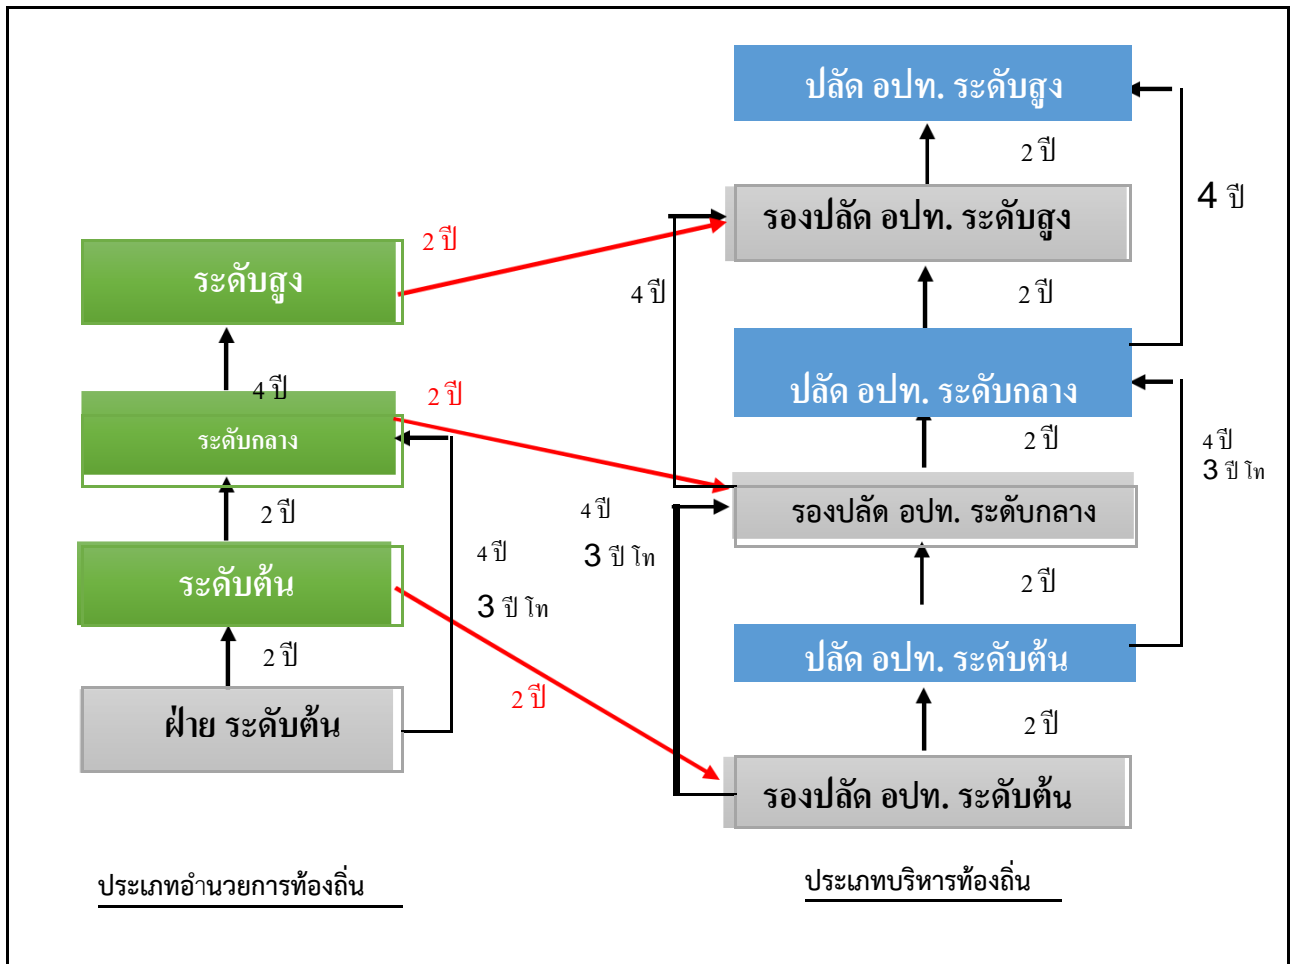 ปลัด อปท. ระดับสูง
2 ปี
4 ปี
รองปลัด อปท. ระดับสูง
2 ปี
ระดับสูง
4 ปี
2 ปี
4 ปี
2 ปี
ปลัด อปท. ระดับกลาง
ระดับกลาง
2 ปี
4 ปี
3 ปี โท
2 ปี
4 ปี
3 ปี โท
รองปลัด อปท. ระดับกลาง
4 ปี
3 ปี โท
ระดับต้น
2 ปี
2 ปี
ปลัด อปท. ระดับต้น
2 ปี
ฝ่าย ระดับต้น
2 ปี
รองปลัด อปท. ระดับต้น
ประเภทอำนวยการท้องถิ่น
ประเภทบริหารท้องถิ่น